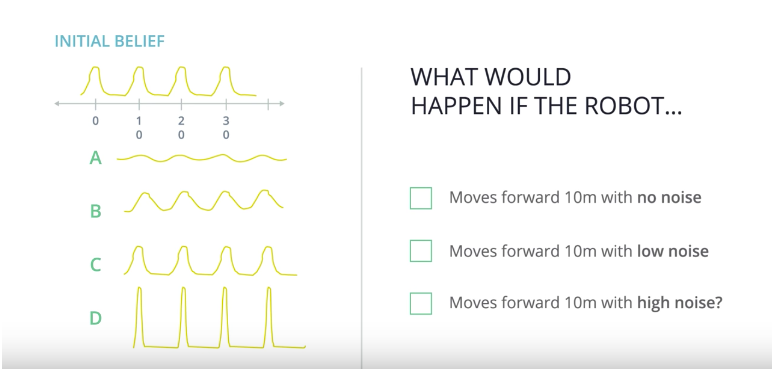 INITIAL BELIEF
0
1
0
2
0
3
0
A
B
C
D
WHAT WOULD
HAPPEN IF THE ROBOT...
Moves forward 10m with no noise
Moves forward 10m with low noise
Moves forward 10m with high noise?